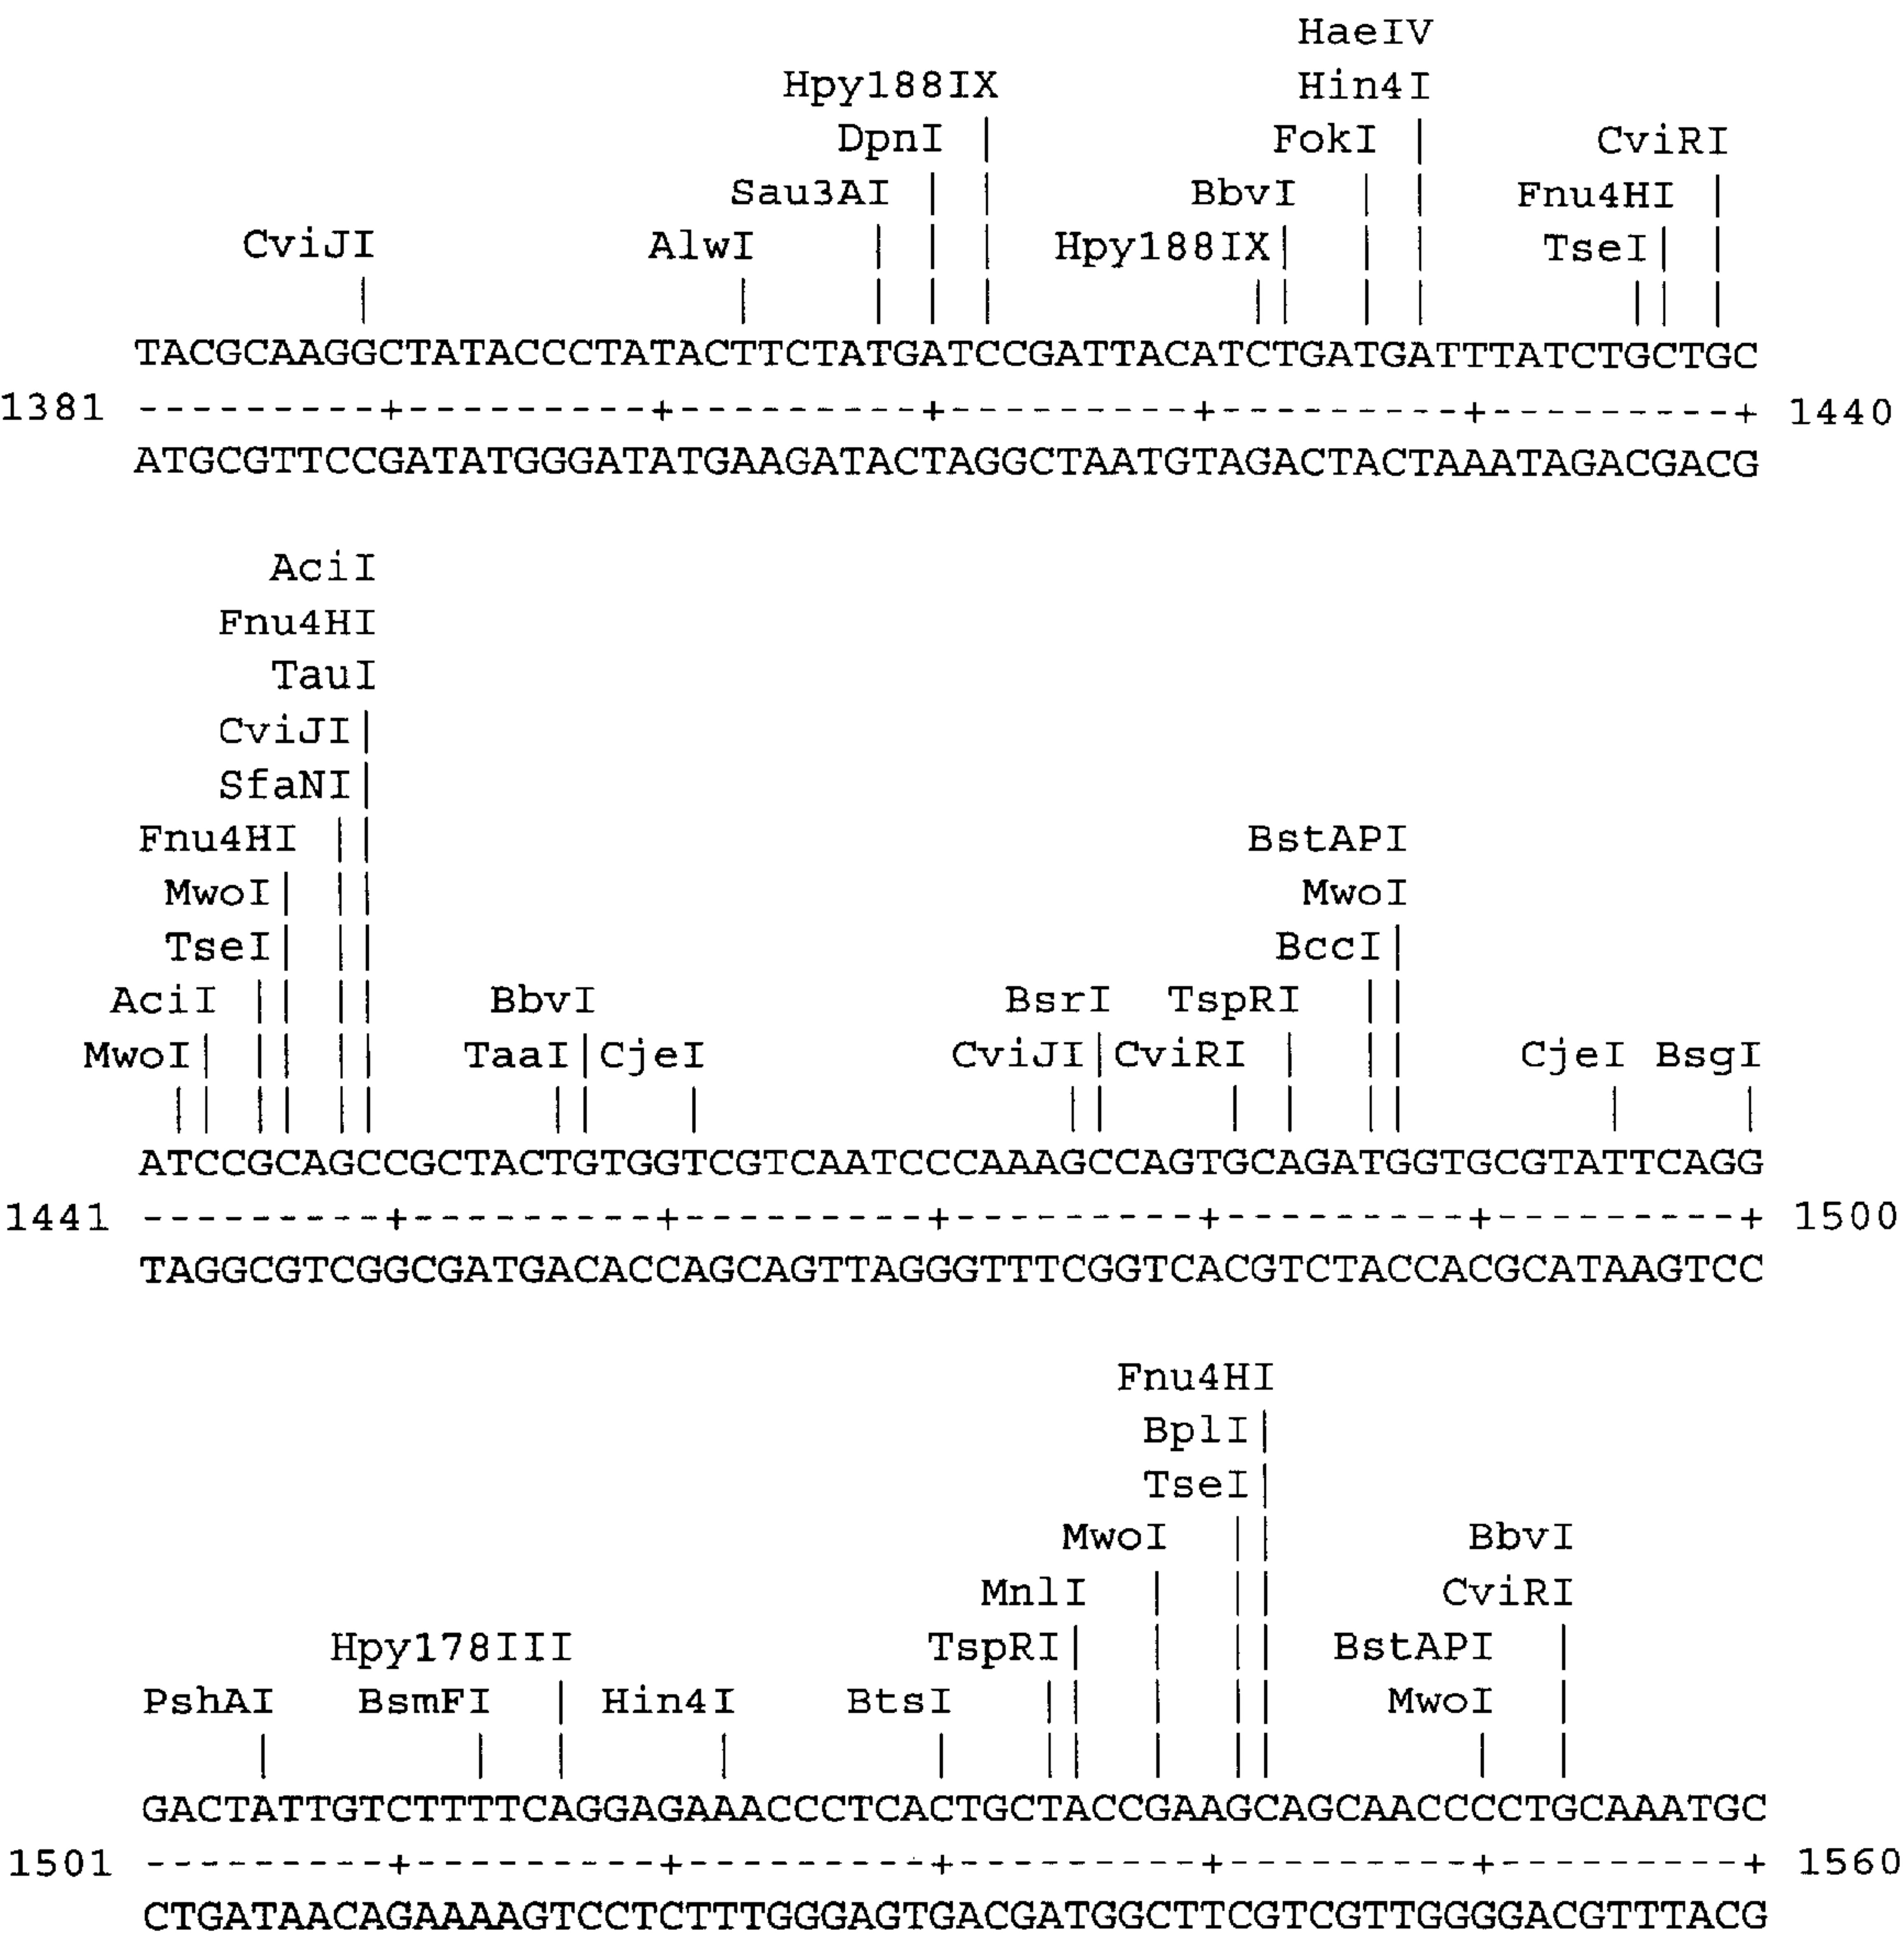 HaeIV
Hpy188IX Hin4I
DpnI | FokI | CviRI
Sau3AI | | BbvI | | Fnu4HI |
CviJI AlwI | | | Hpy188IX| | | TseI| |
| | | | | | | | | | | |
TACGCAAGGCTATACCCTATACTTCTATGATCCGATTACATCTGATGATTTATCTGCTGC
1381 ---------+---------+---------+---------+---------+---------+ 1440
ATGCGTTCCGATATGGGATATGAAGATACTAGGCTAATGTAGACTACTAAATAGACGACG
AciI
Fnu4HI
TauI
CviJI|
SfaNI|
Fnu4HI || BstAPI
MwoI| || MwoI
TseI| || BccI|
AciI || || BbvI BsrI TspRI ||
MwoI| || || TaaI|CjeI CviJI|CviRI | || CjeI BsgI
|| || || || | || | | || | |
ATCCGCAGCCGCTACTGTGGTCGTCAATCCCAAAGCCAGTGCAGATGGTGCGTATTCAGG
1441 ---------+---------+---------+---------+---------+---------+ 1500
TAGGCGTCGGCGATGACACCAGCAGTTAGGGTTTCGGTCACGTCTACCACGCATAAGTCC
Fnu4HI
BplI|
TseI|
MwoI || BbvI
MnlI | || CviRI
Hpy178III TspRI| | || BstAPI |
PshAI BsmFI | Hin4I BtsI || | || MwoI |
| | | | | || | || | |
GACTATTGTCTTTTCAGGAGAAACCCTCACTGCTACCGAAGCAGCAACCCCTGCAAATGC
1501 ---------+---------+---------+---------+---------+---------+ 1560
CTGATAACAGAAAAGTCCTCTTTGGGAGTGACGATGGCTTCGTCGTTGGGGACGTTTACG